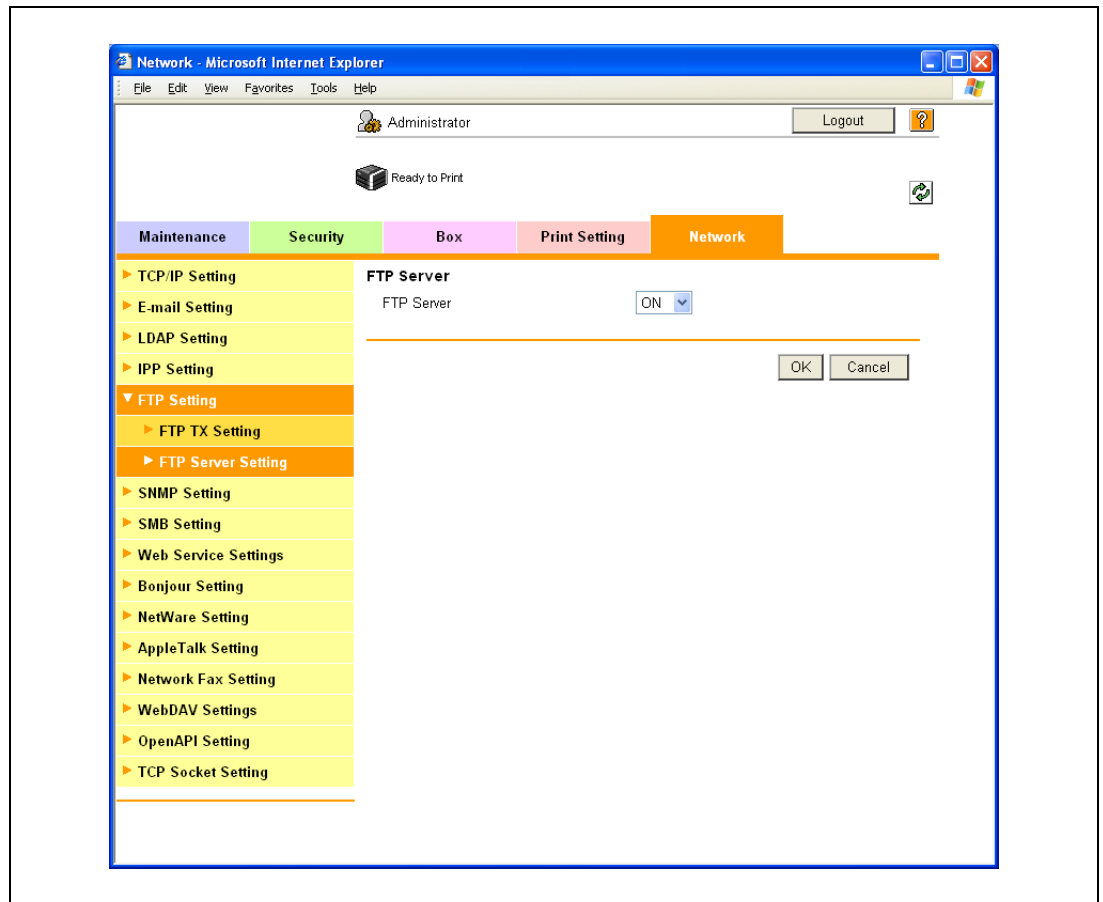 Network - Microsoft Internet Explorer
File Edit View Favorites Tools Help
Administrator
Logout
?
Ready to Print
Maintenance Security Box Print Setting Network
TCP/IP Setting
E-mail Setting
LDAP Setting
IPP Setting
FTP Setting
FTP TX Setting
FTP Server Setting
SNMP Setting
SMB Setting
Web Service Settings
Bonjour Setting
NetWare Setting
AppleTalk Setting
Network Fax Setting
WebDAV Settings
OpenAPI Setting
TCP Socket Setting
FTP Server
FTP Server ON
OK Cancel